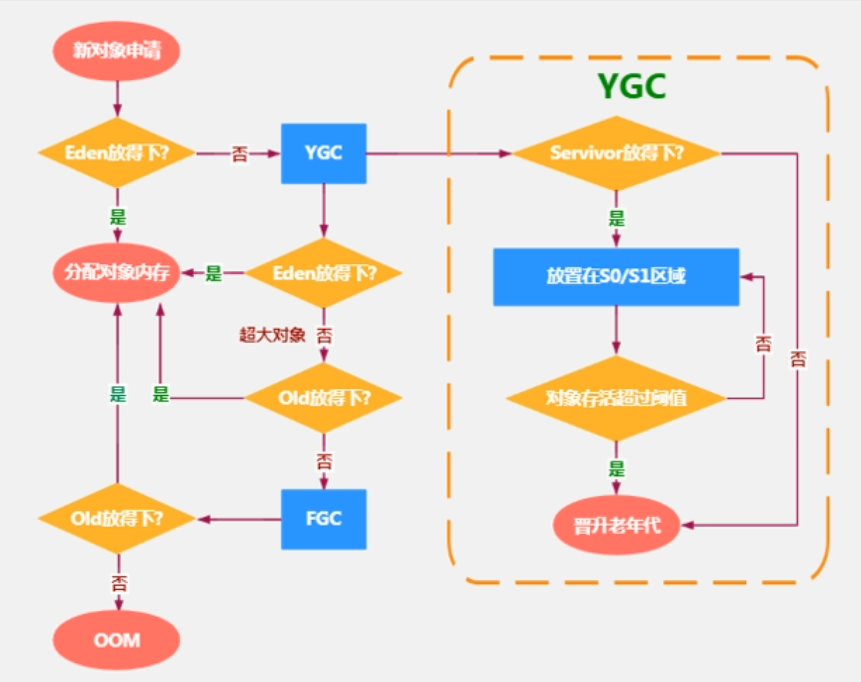 新对象申请
Eden放得下?
否
YGC
是
分配对象内存
是
Eden放得下?
超大对象
否
是
是
Old放得下?
否
Old放得下?
FGC
否
OOM
YGC
Servivor放得下?
是
放置在S0/S1区域
否
否
对象存活超过阈值
是
晋升老年代